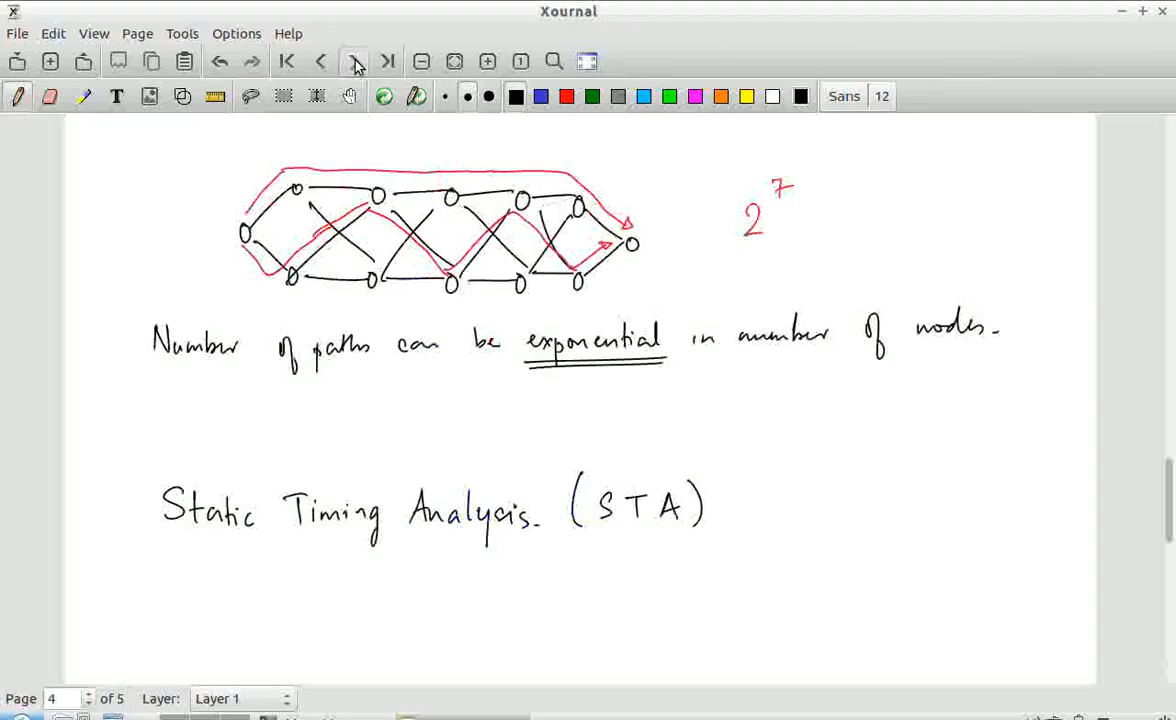 Xournal
File Edit View Page Tools Options Help
Sans 12
2^7
Number of paths can be exponential in number of nodes.
Static Timing Analysis. (STA)
Page 4 of 5 Layer: Layer 1